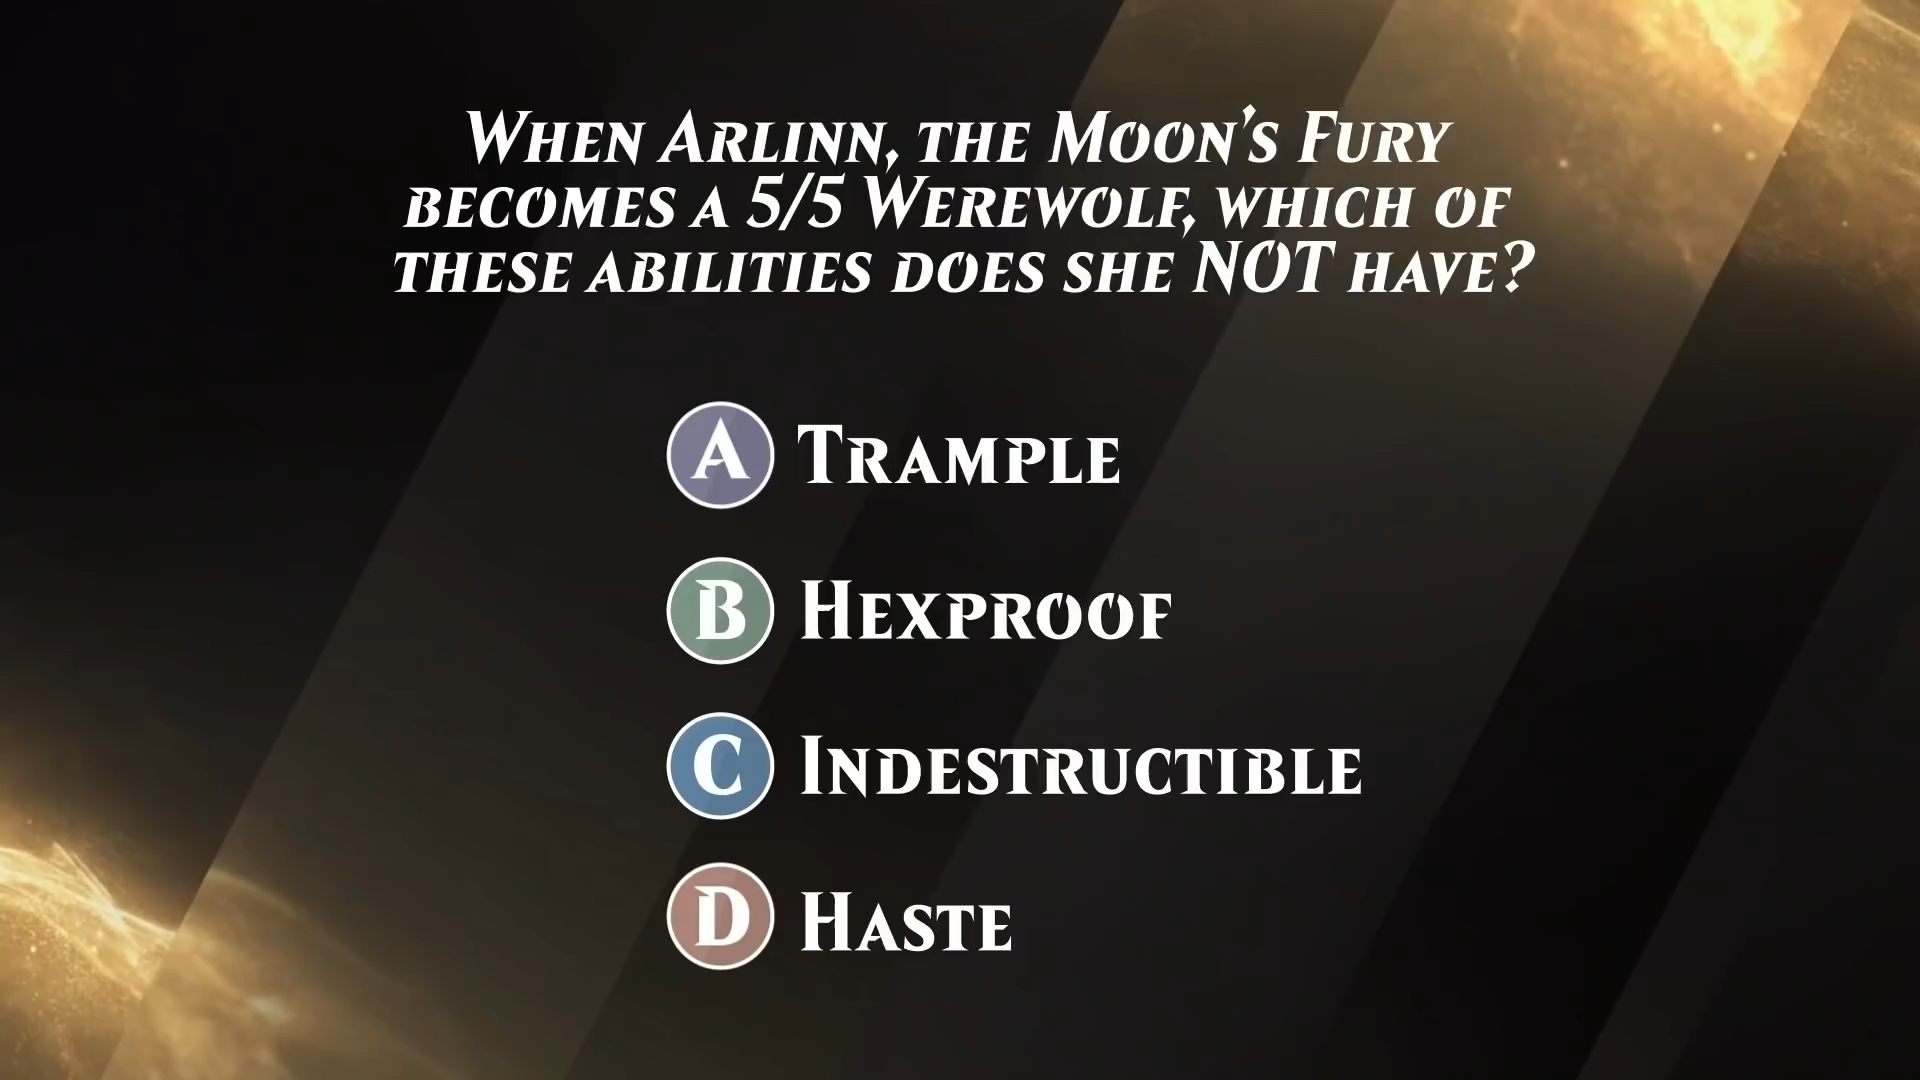 When Arlinn, the Moon's Fury
becomes a 5/5 Werewolf, which of
these abilities does she NOT have?
A Trample
B Hexproof
C Indestructible
D Haste